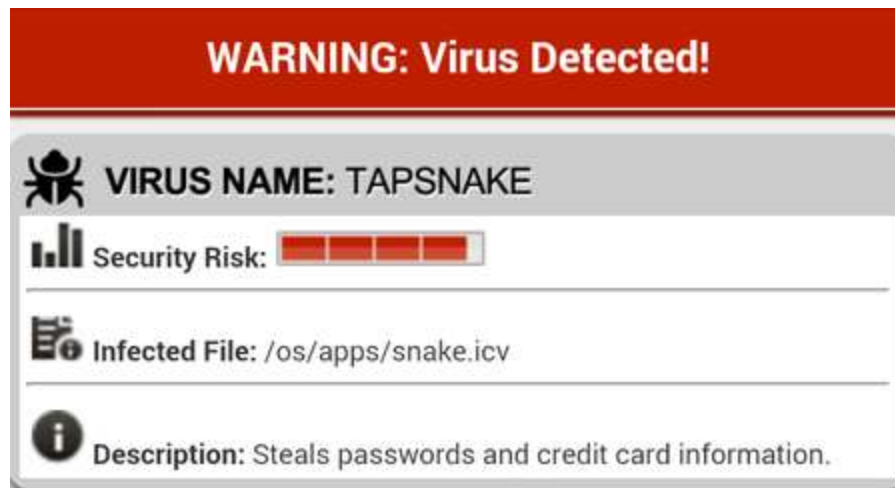 WARNING: Virus Detected!
VIRUS NAME: TAPSNAKE
Security Risk:
Infected File: /os/apps/snake.icv
Description: Steals passwords and credit card information.